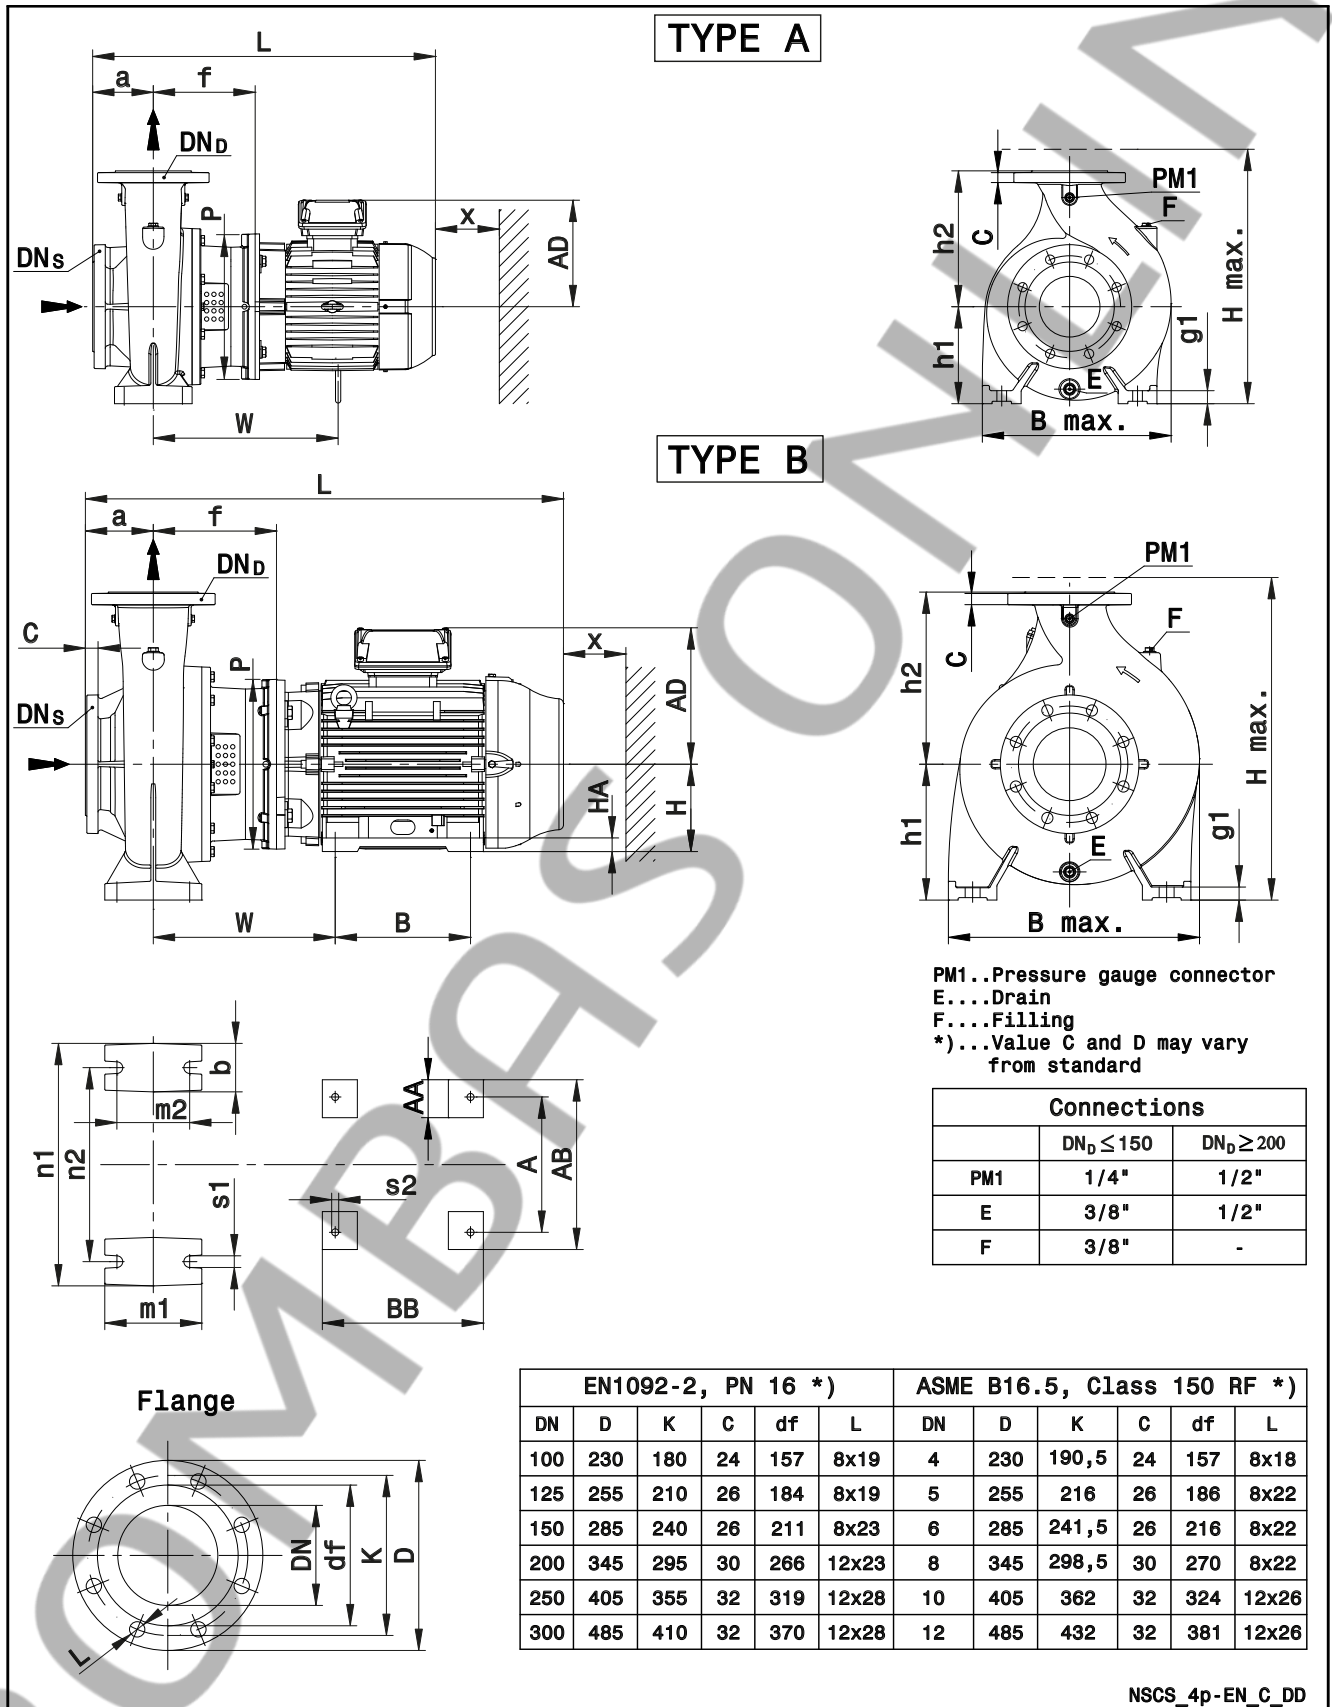 TYPE A
L
a f
DND
P
DNs
x
AD
W
PM1
F
C
h2
h1
H max.
g1
E
B max.
TYPE B
L
a f
DND
C
P
DNs
x
AD
HA
H
W
B
PM1
F
C
h2
h1
H max.
g1
E
B max.
PM1..Pressure gauge connector
E....Drain
F....Filling
*)...Value C and D may vary
from standard
n1
n2
b
m2
s1
m1
AA
s2
A
AB
BB
Connections
DND ≤ 150 DND ≥ 200
PM1 1/4" 1/2"
E 3/8" 1/2"
F 3/8" -
Flange
DN
df
K
D
L
EN1092-2, PN 16 *) ASME B16.5, Class 150 RF *)
DN D K C df L DN D K C df L
100 230 180 24 157 8x19 4 230 190,5 24 157 8x18
125 255 210 26 184 8x19 5 255 216 26 186 8x22
150 285 240 26 211 8x23 6 285 241,5 26 216 8x22
200 345 295 30 266 12x23 8 345 298,5 30 270 8x22
250 405 355 32 319 12x28 10 405 362 32 324 12x26
300 485 410 32 370 12x28 12 485 432 32 381 12x26
NSCS_4p-EN_C_DD